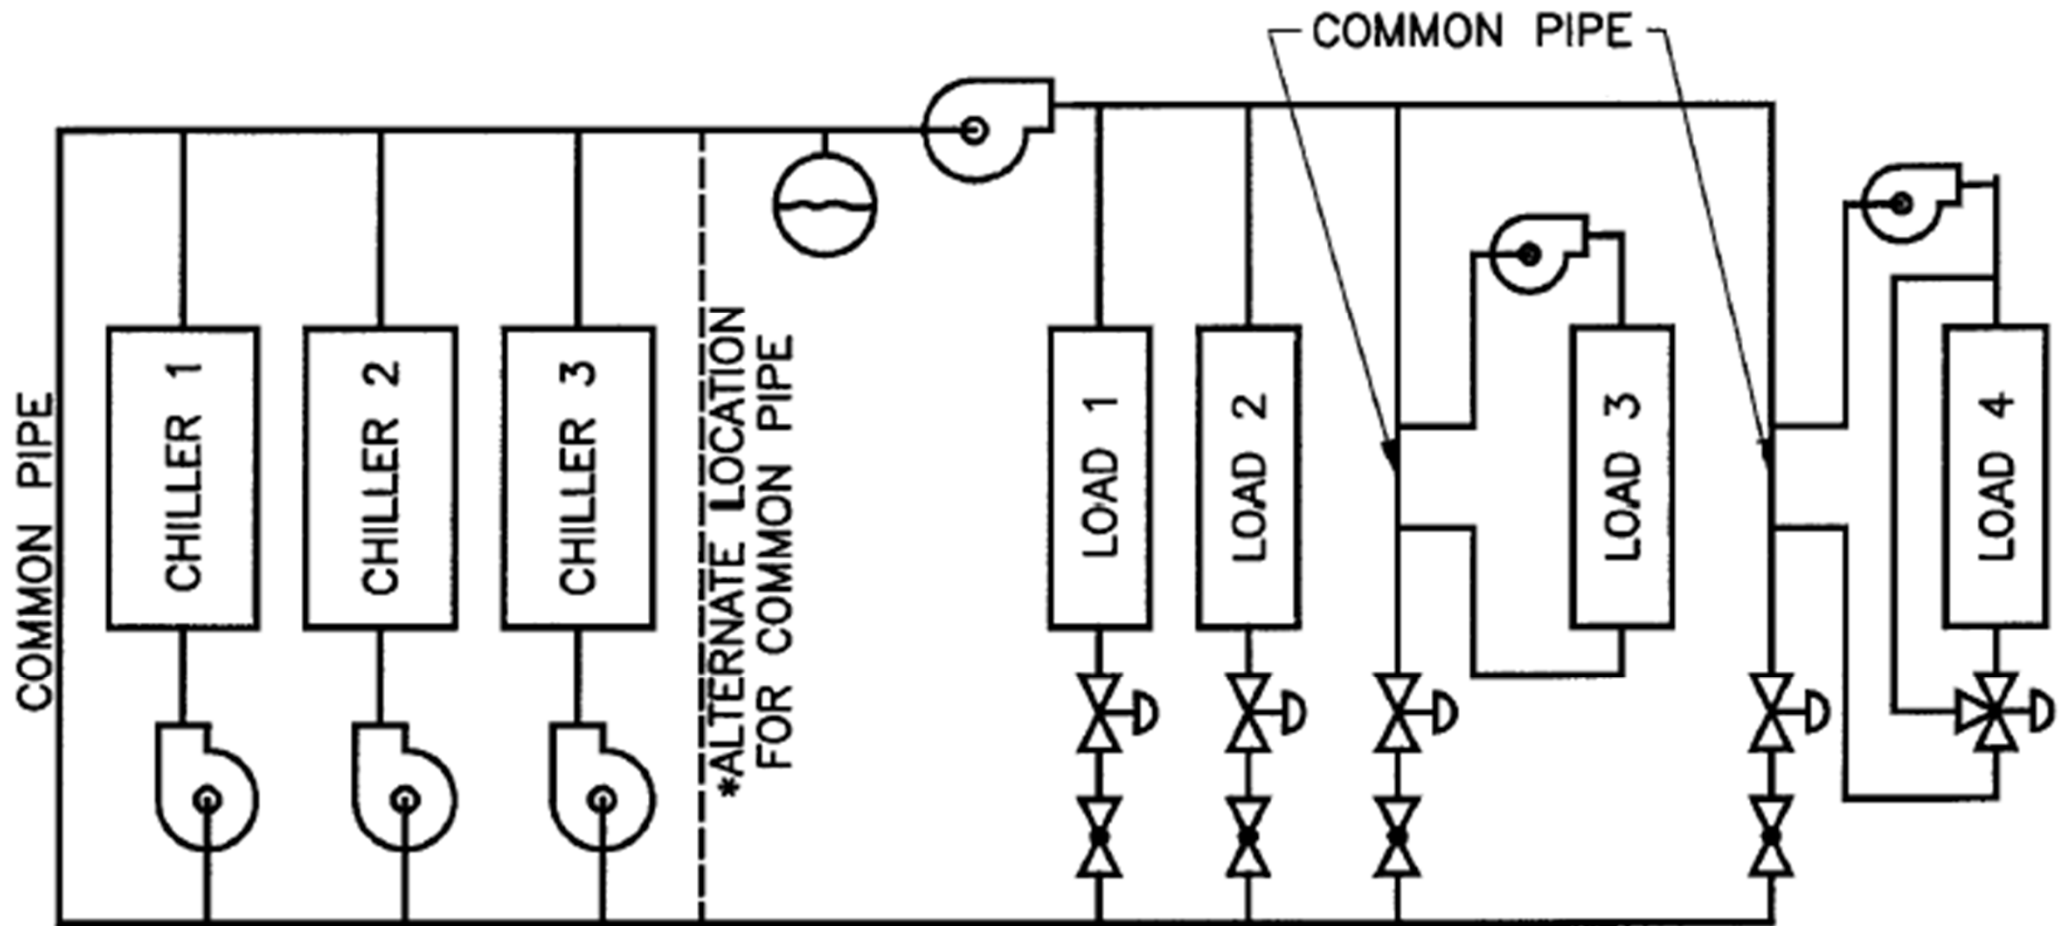 COMMON PIPE
COMMON PIPE
CHILLER 1
CHILLER 2
CHILLER 3
*ALTERNATE LOCATION
FOR COMMON PIPE
LOAD 1
LOAD 2
LOAD 3
LOAD 4